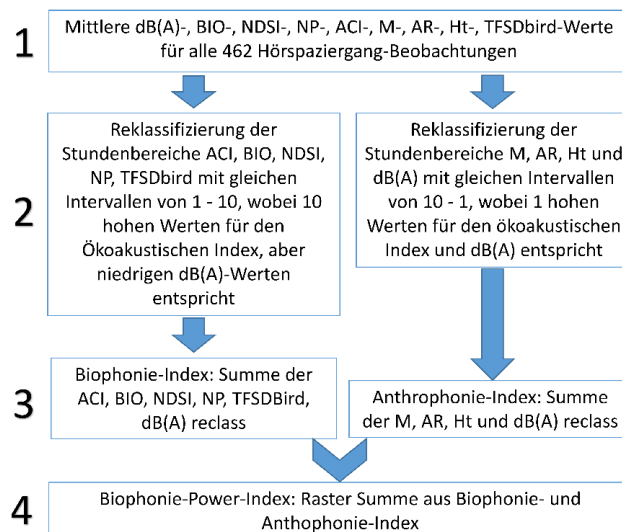 1
Mittlere dB(A)-, BIO-, NDSI-, NP-, ACI-, M-, AR-, Ht-, TFSDbird-Werte
für alle 462 Hörspaziergang-Beobachtungen
2
Reklassifizierung der
Stundenbereiche ACI, BIO, NDSI,
NP, TFSDbird mit gleichen
Intervallen von 1 - 10, wobei 10
hohen Werten für den
Ökoakustischen Index, aber
niedrigen dB(A)-Werten
entspricht
Reklassifizierung der
Stundenbereiche M, AR, Ht und
dB(A) mit gleichen Intervallen
von 10 - 1, wobei 1 hohen
Werten für den ökoakustischen
Index und dB(A) entspricht
3
Biophonie-Index: Summe der
ACI, BIO, NDSI, NP, TFSDBird,
dB(A) reclass
Anthrophonie-Index: Summe
der M, AR, Ht und dB(A) reclass
4
Biophonie-Power-Index: Raster Summe aus Biophonie- und
Anthophonie-Index